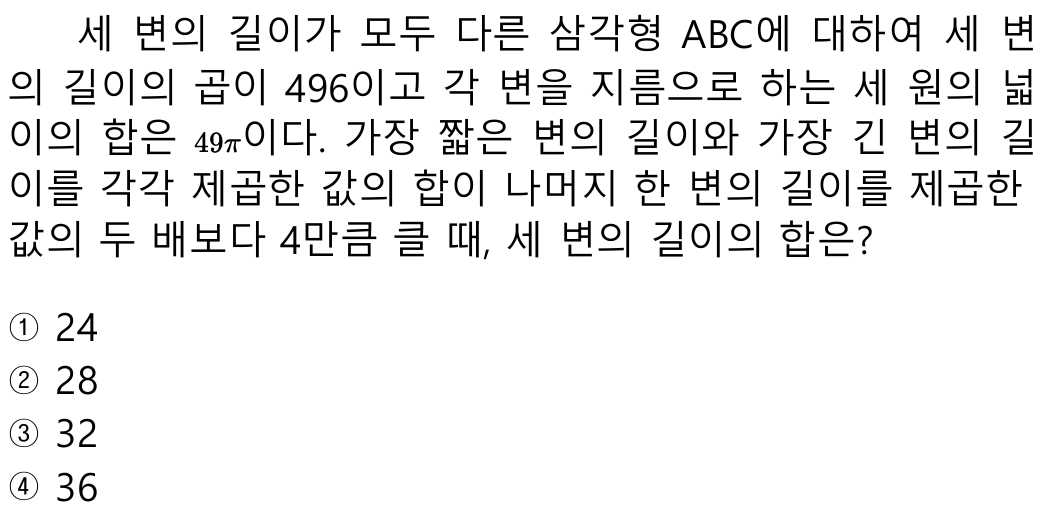 세 변의 길이가 모두 다른 삼각형 ABC에 대하여 세 변
의 길이의 곱이 496이고 각 변을 지름으로 하는 세 원의 넓
이의 합은 49π이다. 가장 짧은 변의 길이와 가장 긴 변의 길
이를 각각 제곱한 값의 합이 나머지 한 변의 길이를 제곱한
값의 두 배보다 4만큼 클 때, 세 변의 길이의 합은?
① 24
② 28
③ 32
④ 36